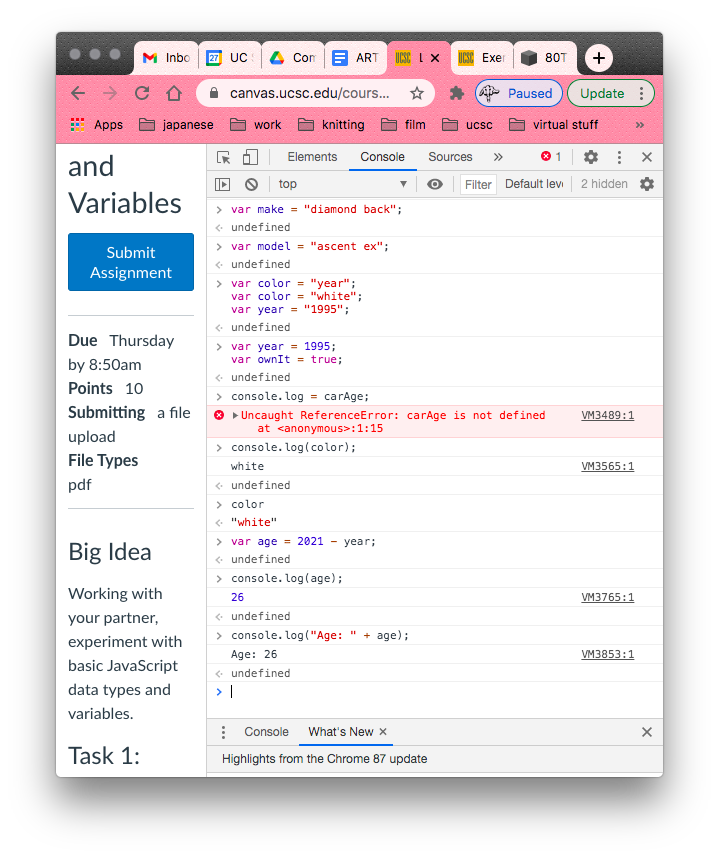 Inbo
27
UC
Com
ART
UCSC
L
UCSC
Exer
80T
canvas.ucsc.edu/cours...
Paused
Update
Apps
japanese
work
knitting
film
ucsc
virtual stuff
»
and
Variables
Submit
Assignment
Due Thursday
by 8:50am
Points 10
Submitting a file
upload
File Types
pdf
Big Idea
Working with
your partner,
experiment with
basic JavaScript
data types and
variables.
Task 1:
Elements Console Sources » 1
top Filter Default leve 2 hidden
> var make = "diamond back";
undefined
> var model = "ascent ex";
undefined
> var color = "year";
var color = "white";
var year = "1995";
undefined
> var year = 1995;
var ownIt = true;
undefined
> console.log = carAge;
Uncaught ReferenceError: carAge is not defined VM3489:1
at <anonymous>:1:15
> console.log(color);
white VM3565:1
undefined
> color
"white"
> var age = 2021 - year;
undefined
> console.log(age);
26 VM3765:1
undefined
> console.log("Age: " + age);
Age: 26 VM3853:1
undefined
>
Console What's New
Highlights from the Chrome 87 update